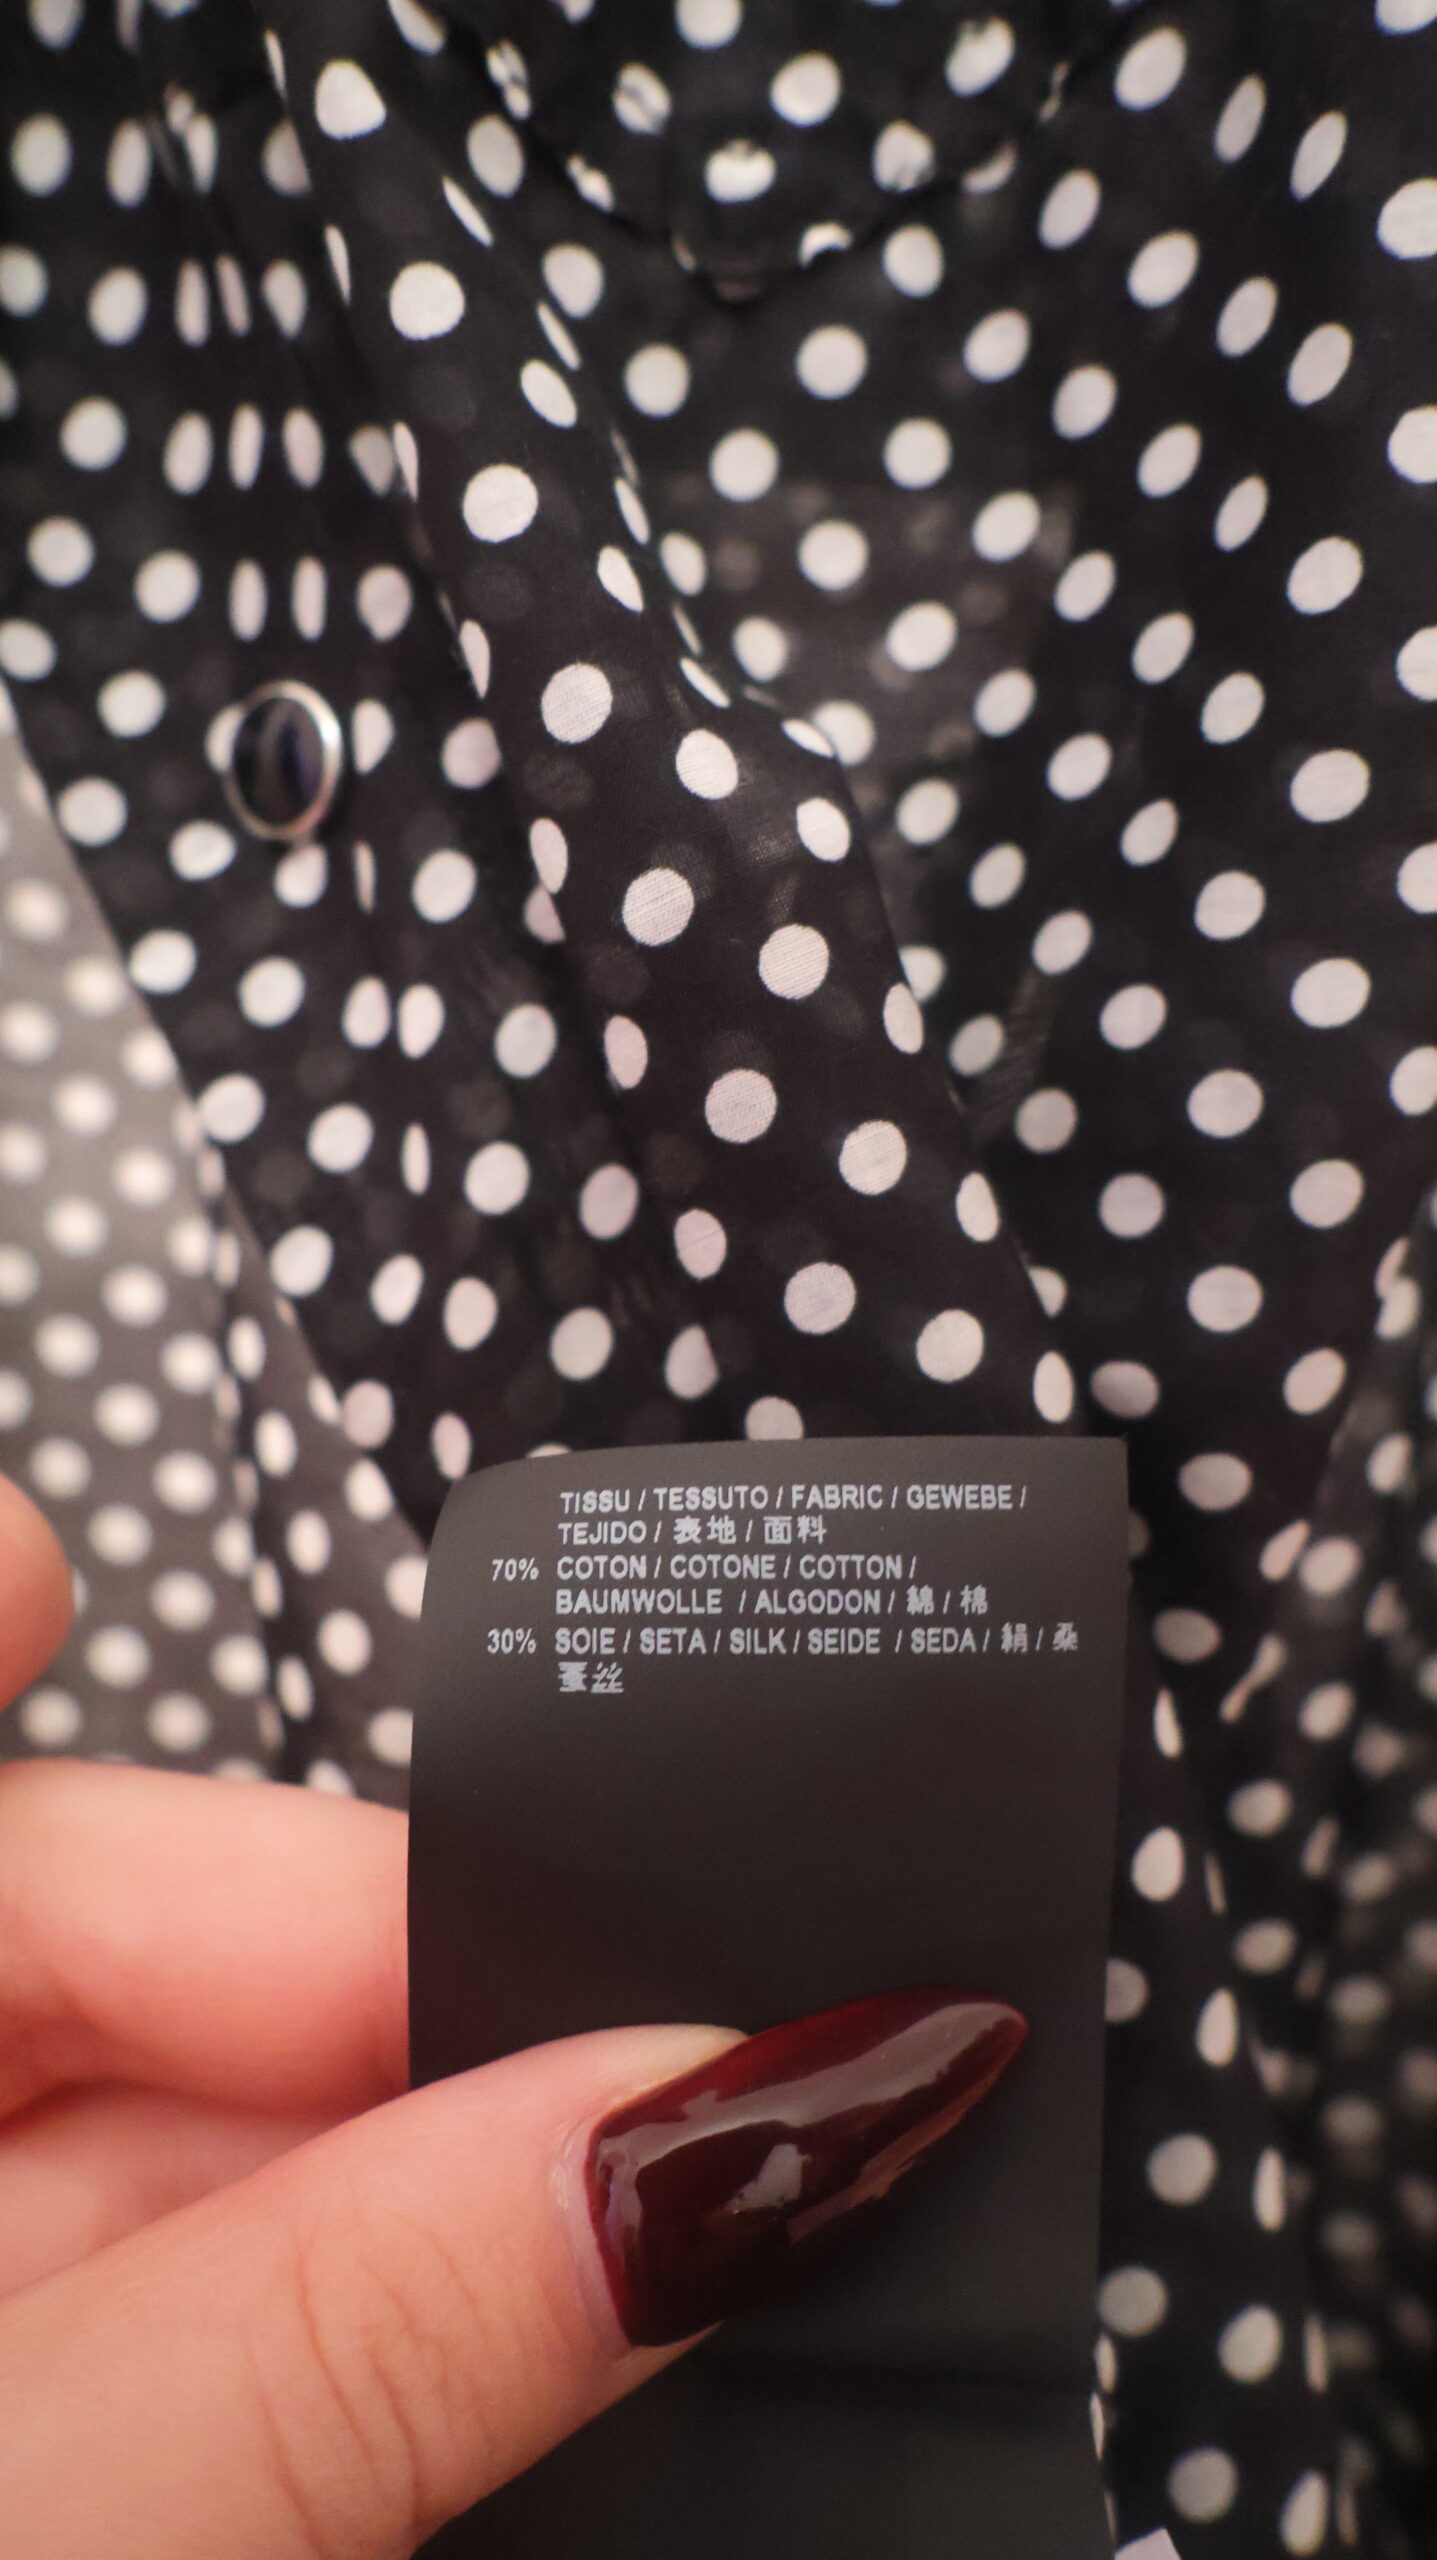 TISSU / TESSUTO / FABRIC / GEWEBE /
TEJIDO / 表地 / 面料
70% COTON / COTONE / COTTON /
BAUMWOLLE / ALGODON / 綿 / 棉
30% SOIE / SETA / SILK / SEIDE / SEDA / 絹 / 桑
蚕丝